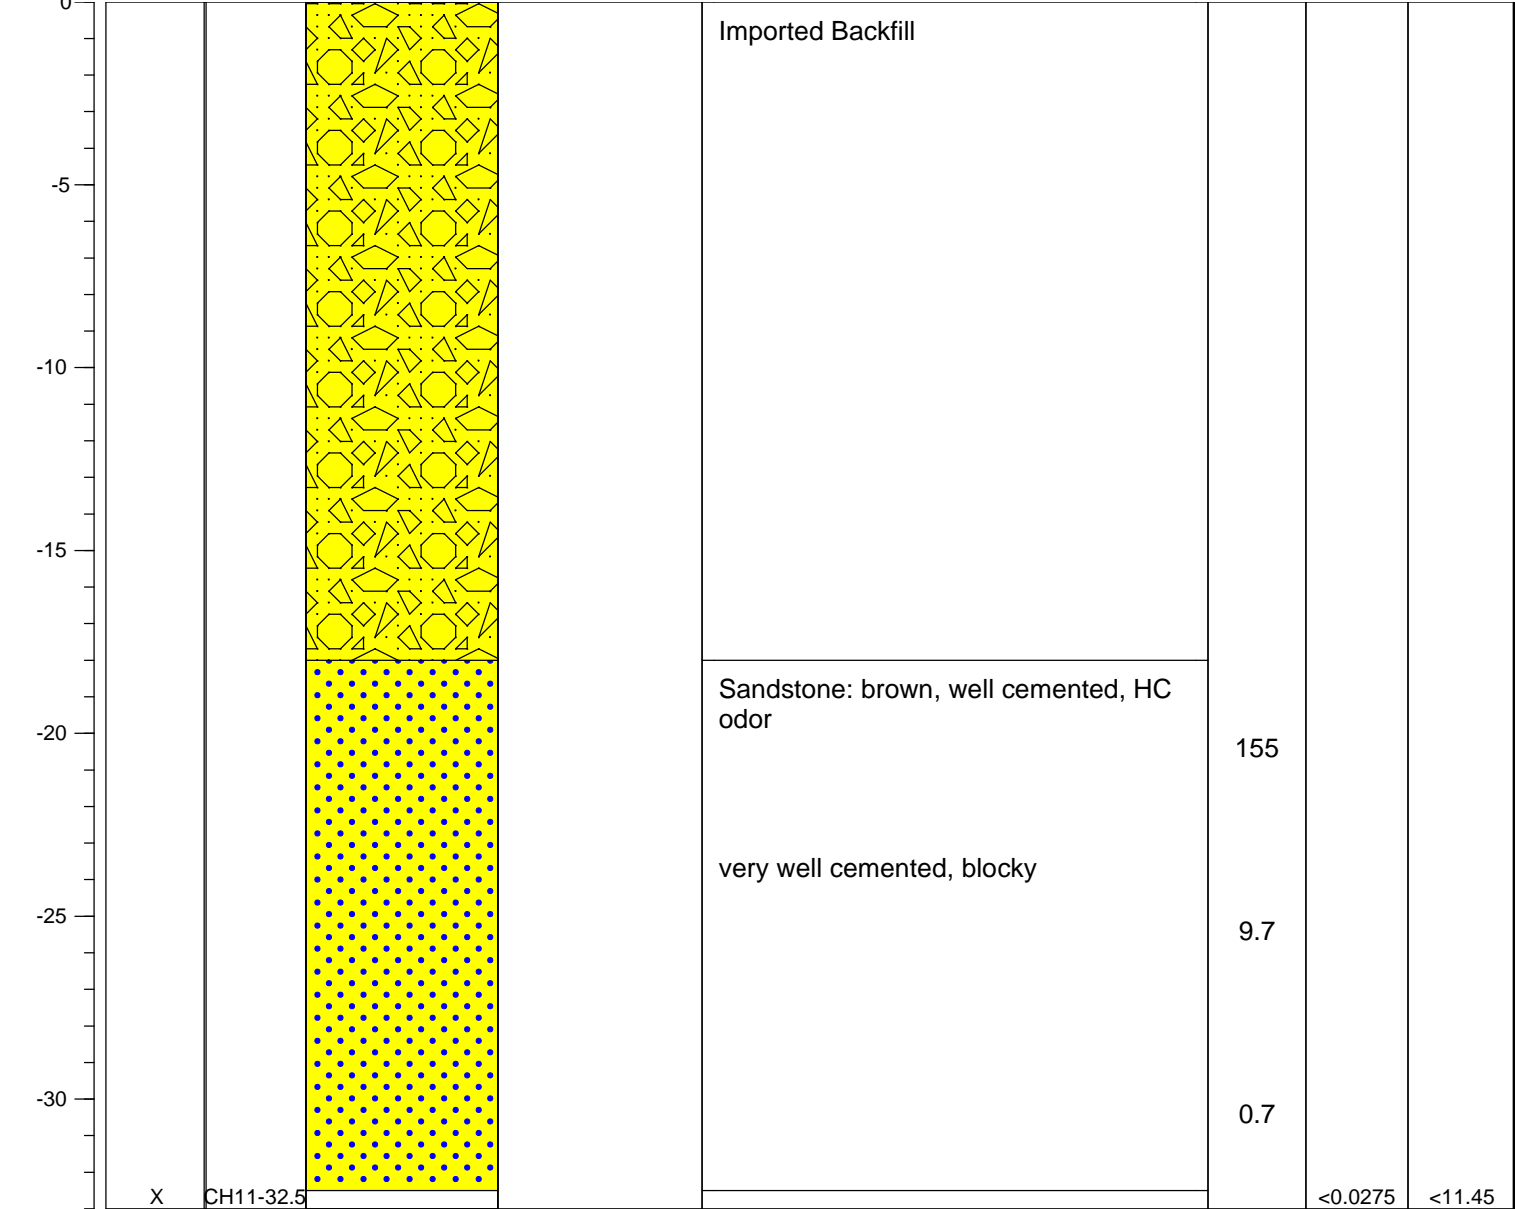 0
Imported Backfill
-5
-10
-15
Sandstone: brown, well cemented, HC
odor
-20
155
very well cemented, blocky
-25
9.7
-30
0.7
X CH11-32.5 <0.0275 <11.45